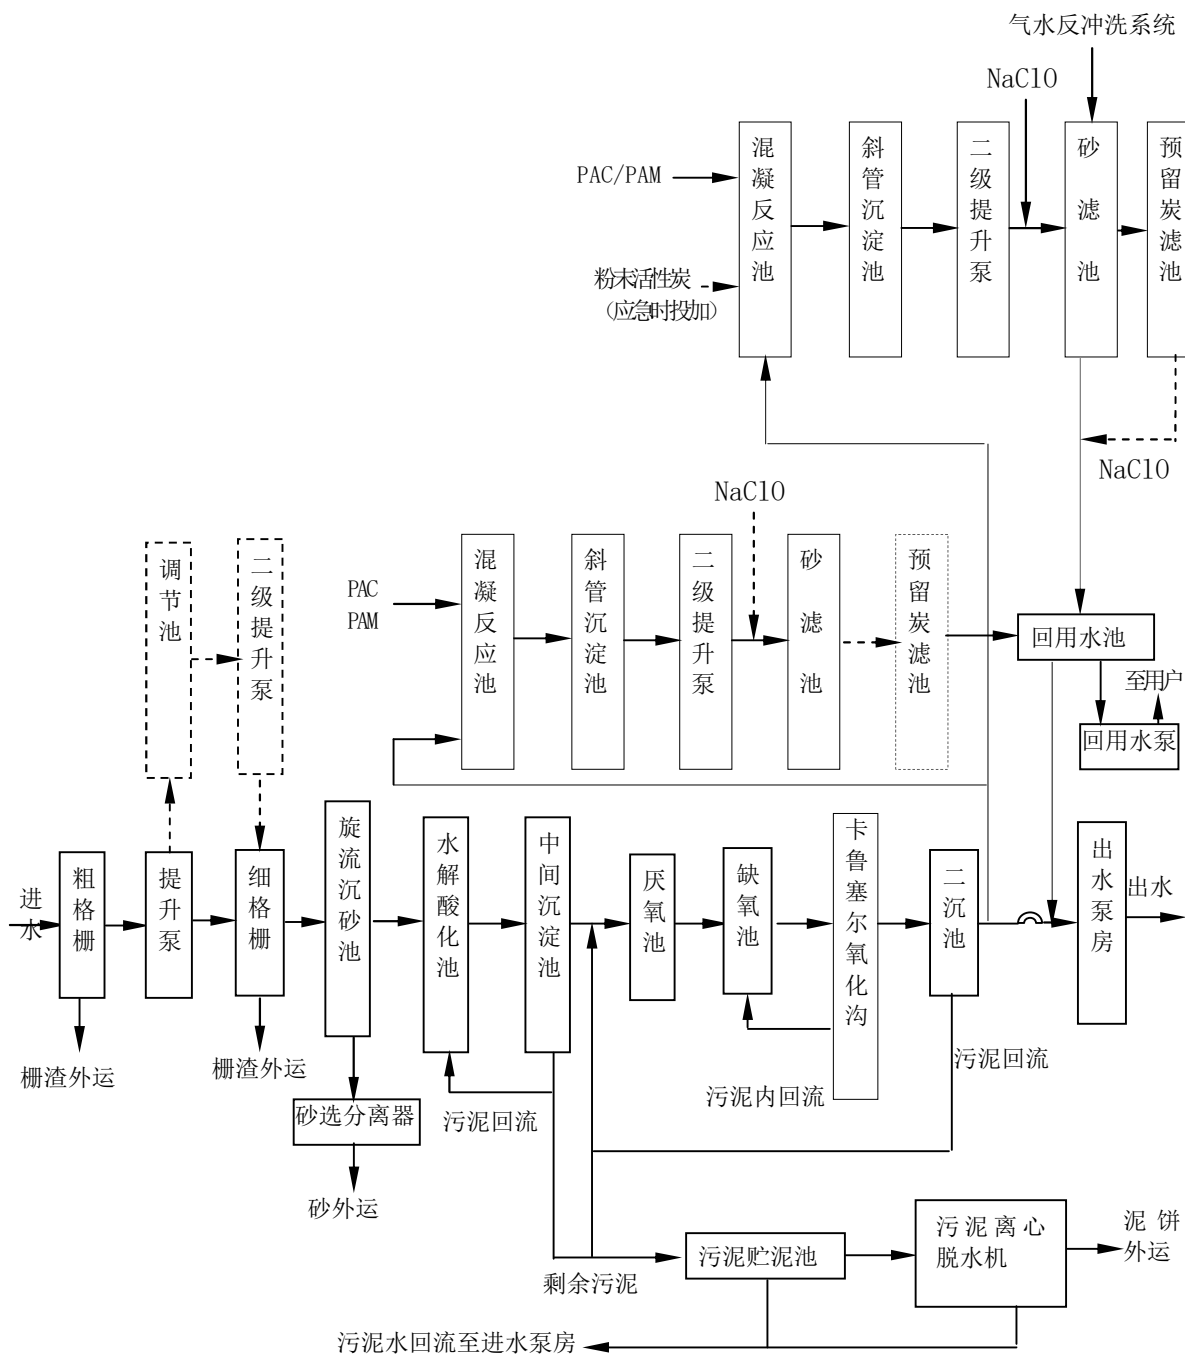 气水反冲洗系统
NaClO
PAC/PAM
粉末活性炭
(应急时投加)
混凝反应池
斜管沉淀池
二级提升泵
砂滤池
预留炭滤池
NaClO
NaClO
调节池
二级提升泵
PAC
PAM
混凝反应池
斜管沉淀池
二级提升泵
砂滤池
预留炭滤池
回用水池
至用户
回用水泵
进水
粗格栅
提升泵
细格栅
旋流沉砂池
水解酸化池
中间沉淀池
厌氧池
缺氧池
卡鲁塞尔氧化沟
二沉池
出水泵房
出水
栅渣外运
栅渣外运
砂选分离器
污泥回流
污泥内回流
污泥回流
砂外运
剩余污泥
污泥贮泥池
污泥离心
脱水机
泥饼
外运
污泥水回流至进水泵房